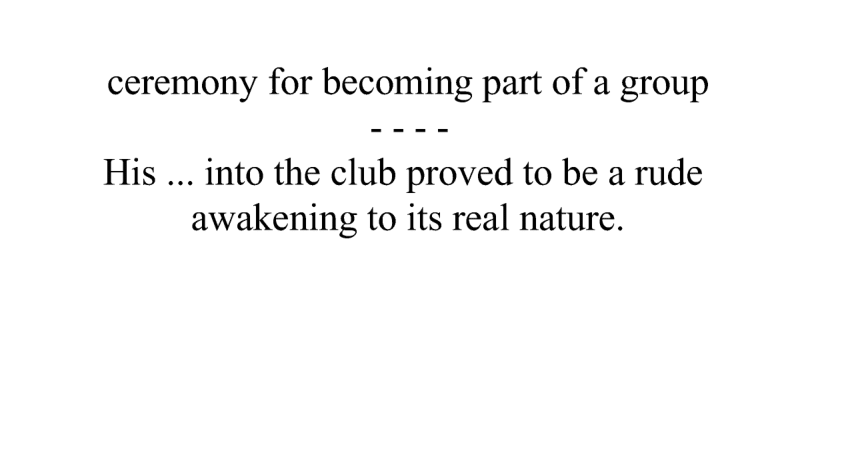 ceremony for becoming part of a group
- - - -
His ... into the club proved to be a rude
awakening to its real nature.